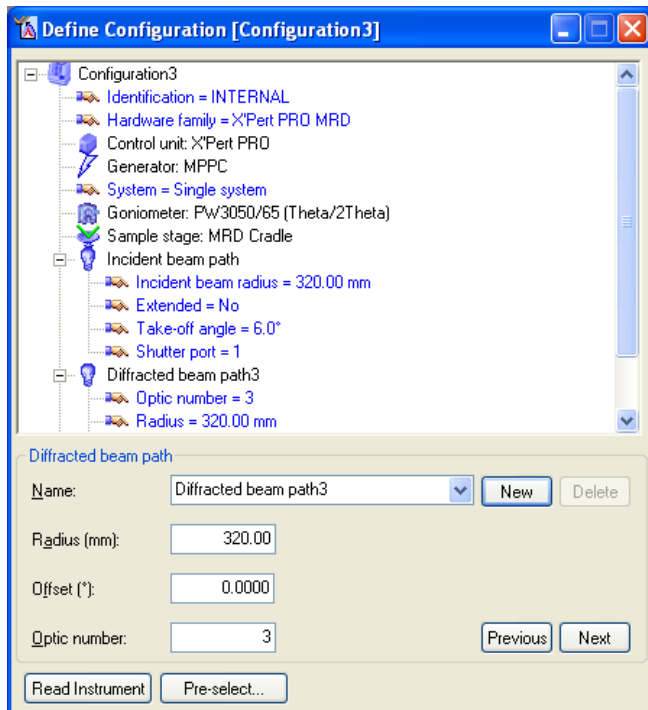 Define Configuration [Configuration3]
Configuration3
Identification = INTERNAL
Hardware family = X'Pert PRO MRD
Control unit: X'Pert PRO
Generator: MPPC
System = Single system
Goniometer: PW3050/65 (Theta/2Theta)
Sample stage: MRD Cradle
Incident beam path
Incident beam radius = 320.00 mm
Extended = No
Take-off angle = 6.0°
Shutter port = 1
Diffracted beam path3
Optic number = 3
Radius = 320.00 mm
Diffracted beam path
Name: Diffracted beam path3 New Delete
Radius (mm): 320.00
Offset (°): 0.0000
Optic number: 3 Previous Next
Read Instrument Pre-select...